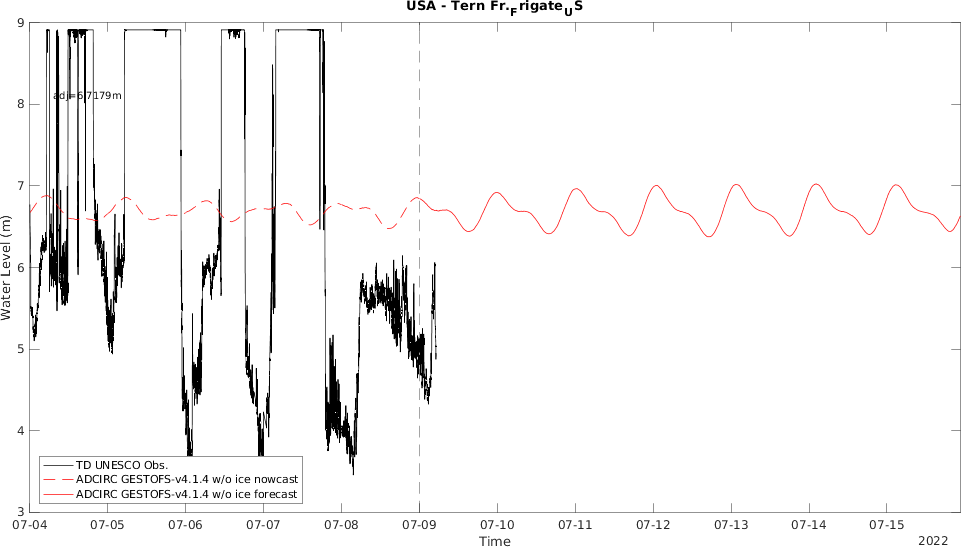 USA - Tern Fr.FrigateUS
9
8
7
6
5
4
3
Water Level (m)
adj=6.7179m
TD UNESCO Obs.
ADCIRC GESTOFS-v4.1.4 w/o ice nowcast
ADCIRC GESTOFS-v4.1.4 w/o ice forecast
07-04 07-05 07-06 07-07 07-08 07-09 07-10 07-11 07-12 07-13 07-14 07-15
Time
2022